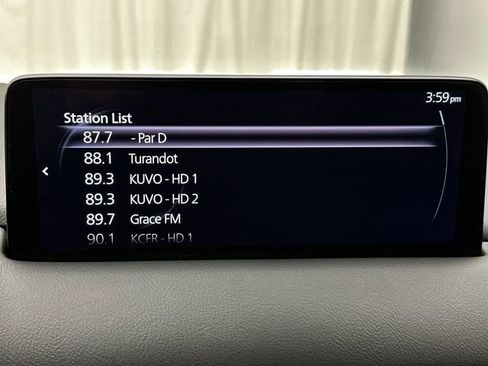 3:59pm
Station List
87.7 - Par D
88.1 Turandot
89.3 KUVO - HD 1
89.3 KUVO - HD 2
89.7 Grace FM
90.1 KCFR - HD 1